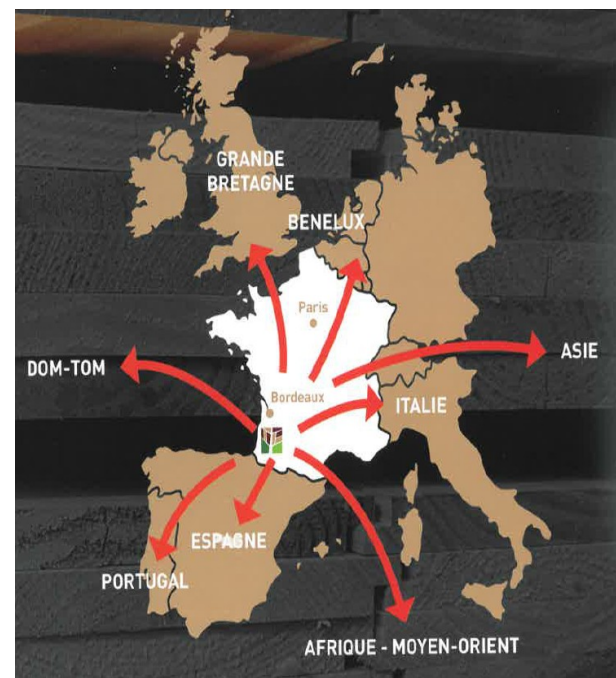 GRANDE
BRETAGNE
BENELUX
Paris
DOM-TOM
ASIE
Bordeaux
ITALIE
ESPAGNE
PORTUGAL
AFRIQUE - MOYEN-ORIENT